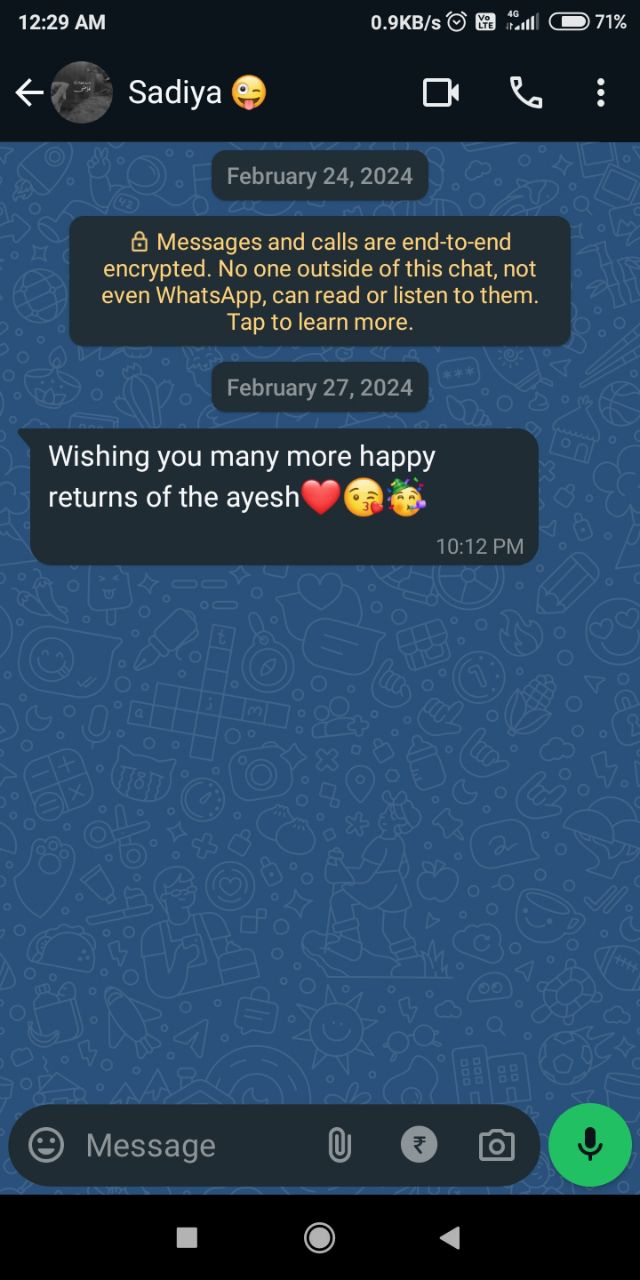 12:29 AM 0.9KB/s Vo LTE 4G 71%
Sadiya 😜
February 24, 2024
Messages and calls are end-to-end
encrypted. No one outside of this chat, not
even WhatsApp, can read or listen to them.
Tap to learn more.
February 27, 2024
Wishing you many more happy
returns of the ayesh❤️😘🥳
10:12 PM
Message